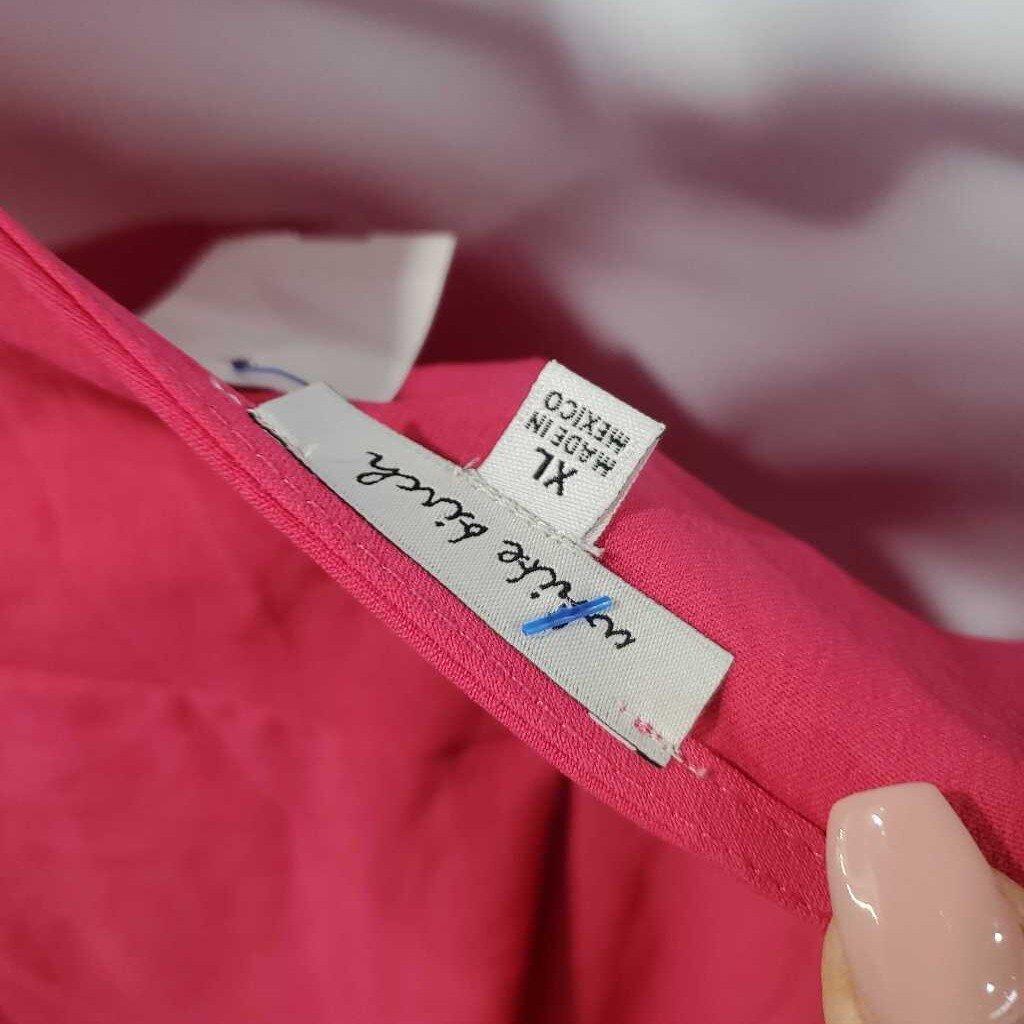 white birch
XL
MADE IN
MEXICO